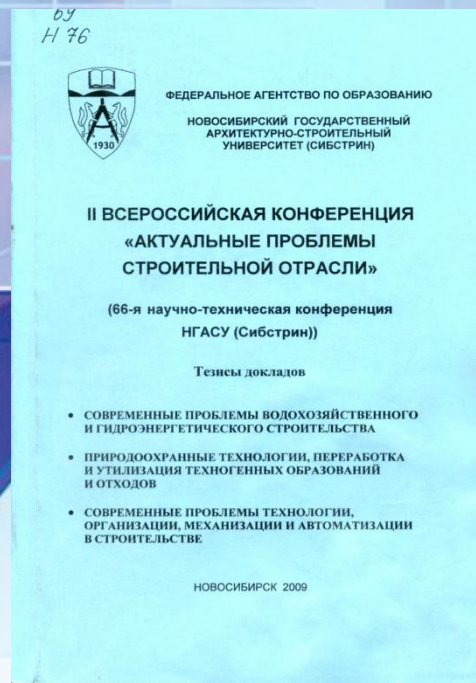 69
Н 76
1930
ФЕДЕРАЛЬНОЕ АГЕНТСТВО ПО ОБРАЗОВАНИЮ
НОВОСИБИРСКИЙ ГОСУДАРСТВЕННЫЙ
АРХИТЕКТУРНО-СТРОИТЕЛЬНЫЙ
УНИВЕРСИТЕТ (СИБСТРИН)
II ВСЕРОССИЙСКАЯ КОНФЕРЕНЦИЯ
«АКТУАЛЬНЫЕ ПРОБЛЕМЫ
СТРОИТЕЛЬНОЙ ОТРАСЛИ»
(66-я научно-техническая конференция
НГАСУ (Сибстрин))
Тезисы докладов
• СОВРЕМЕННЫЕ ПРОБЛЕМЫ ВОДОХОЗЯЙСТВЕННОГО
И ГИДРОЭНЕРГЕТИЧЕСКОГО СТРОИТЕЛЬСТВА
• ПРИРОДООХРАННЫЕ ТЕХНОЛОГИИ, ПЕРЕРАБОТКА
И УТИЛИЗАЦИЯ ТЕХНОГЕННЫХ ОБРАЗОВАНИЙ
И ОТХОДОВ
• СОВРЕМЕННЫЕ ПРОБЛЕМЫ ТЕХНОЛОГИИ,
ОРГАНИЗАЦИИ, МЕХАНИЗАЦИИ И АВТОМАТИЗАЦИИ
В СТРОИТЕЛЬСТВЕ
НОВОСИБИРСК 2009